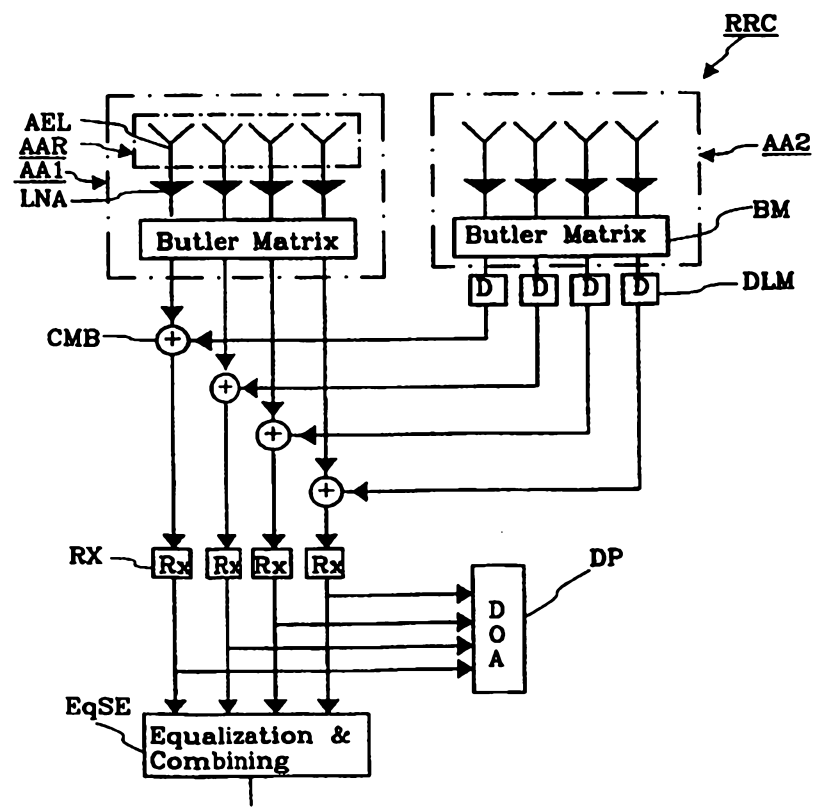 RRC
AEL
AAR
AA1
LNA
AA2
Butler Matrix
Butler Matrix
BM
D D D D
DLM
CMB
+
+
+
+
RX
Rx Rx Rx Rx
DP
D
O
A
EqSE
Equalization &
Combining